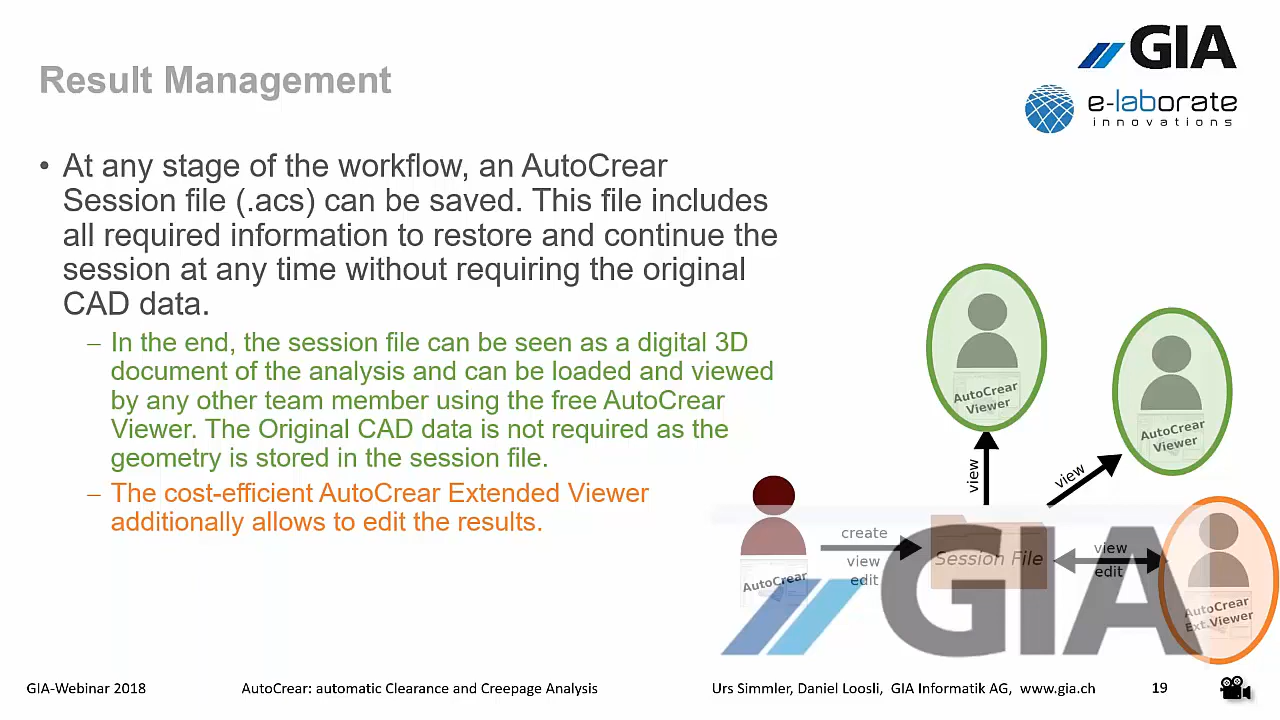 GIA
e-laborate
innovations
Result Management
• At any stage of the workflow, an AutoCrear
Session file (.acs) can be saved. This file includes
all required information to restore and continue the
session at any time without requiring the original
CAD data.
– In the end, the session file can be seen as a digital 3D
document of the analysis and can be loaded and viewed
by any other team member using the free AutoCrear
Viewer. The Original CAD data is not required as the
geometry is stored in the session file.
– The cost-efficient AutoCrear Extended Viewer
additionally allows to edit the results.
AutoCrear
Viewer
AutoCrear
Viewer
view
view
create
view
edit
Session File
view
edit
AutoCrear
AutoCrear
Ext.Viewer
GIA
GIA-Webinar 2018
AutoCrear: automatic Clearance and Creepage Analysis
Urs Simmler, Daniel Loosli, GIA Informatik AG, www.gia.ch
19